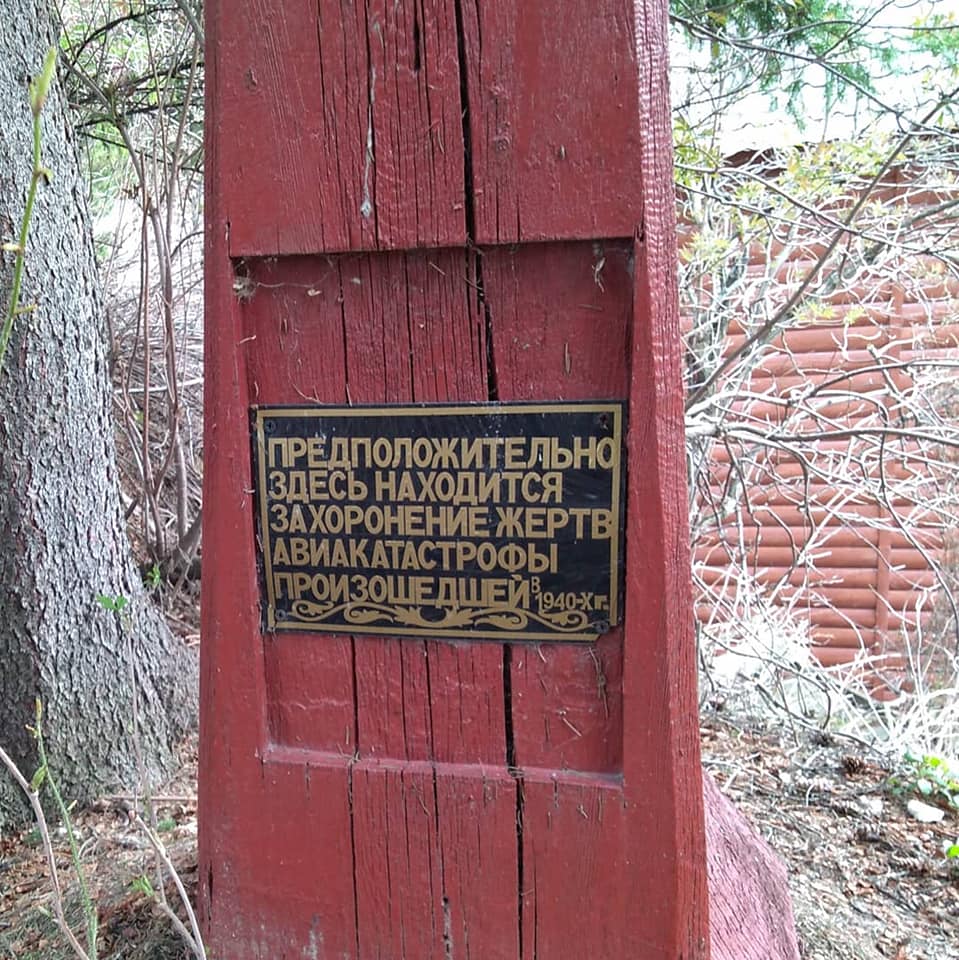 ПРЕДПОЛОЖИТЕЛЬНО
ЗДЕСЬ НАХОДИТСЯ
ЗАХОРОНЕНИЕ ЖЕРТВ
АВИАКАТАСТРОФЫ
ПРОИЗОШЕДШЕЙ В 1940-Х г.